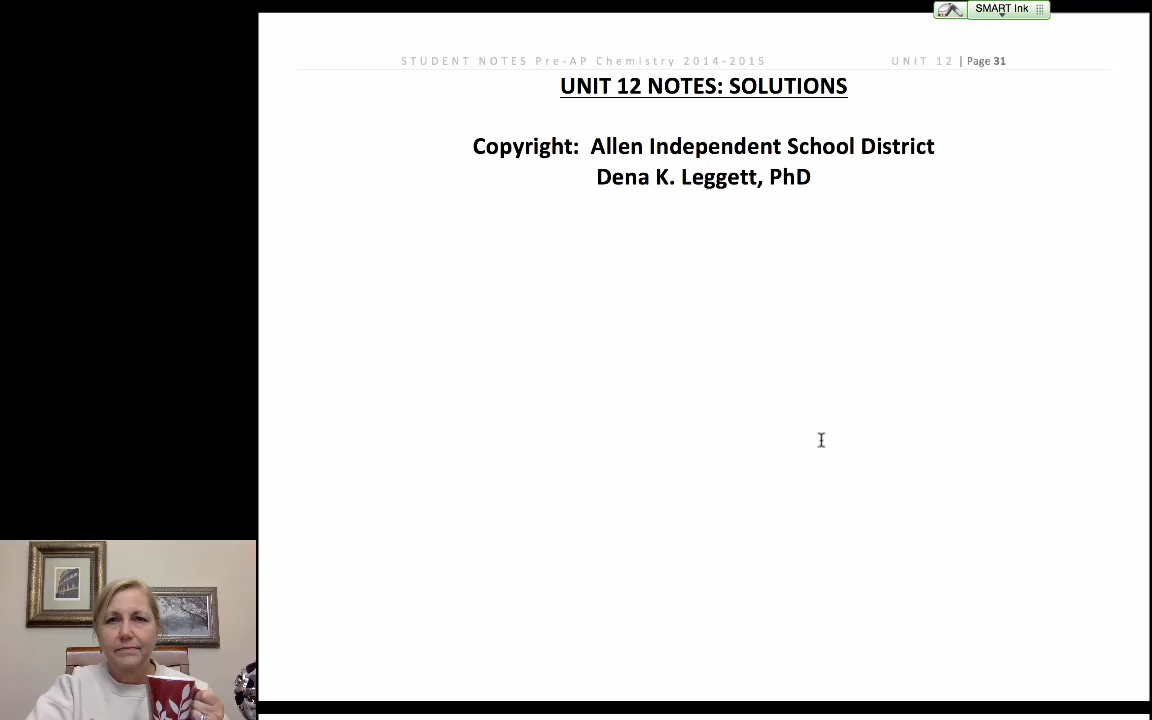 SMART Ink
STUDENT NOTES Pre-AP Chemistry 2014-2015 UNIT 12 | Page 31
UNIT 12 NOTES: SOLUTIONS
Copyright: Allen Independent School District
Dena K. Leggett, PhD